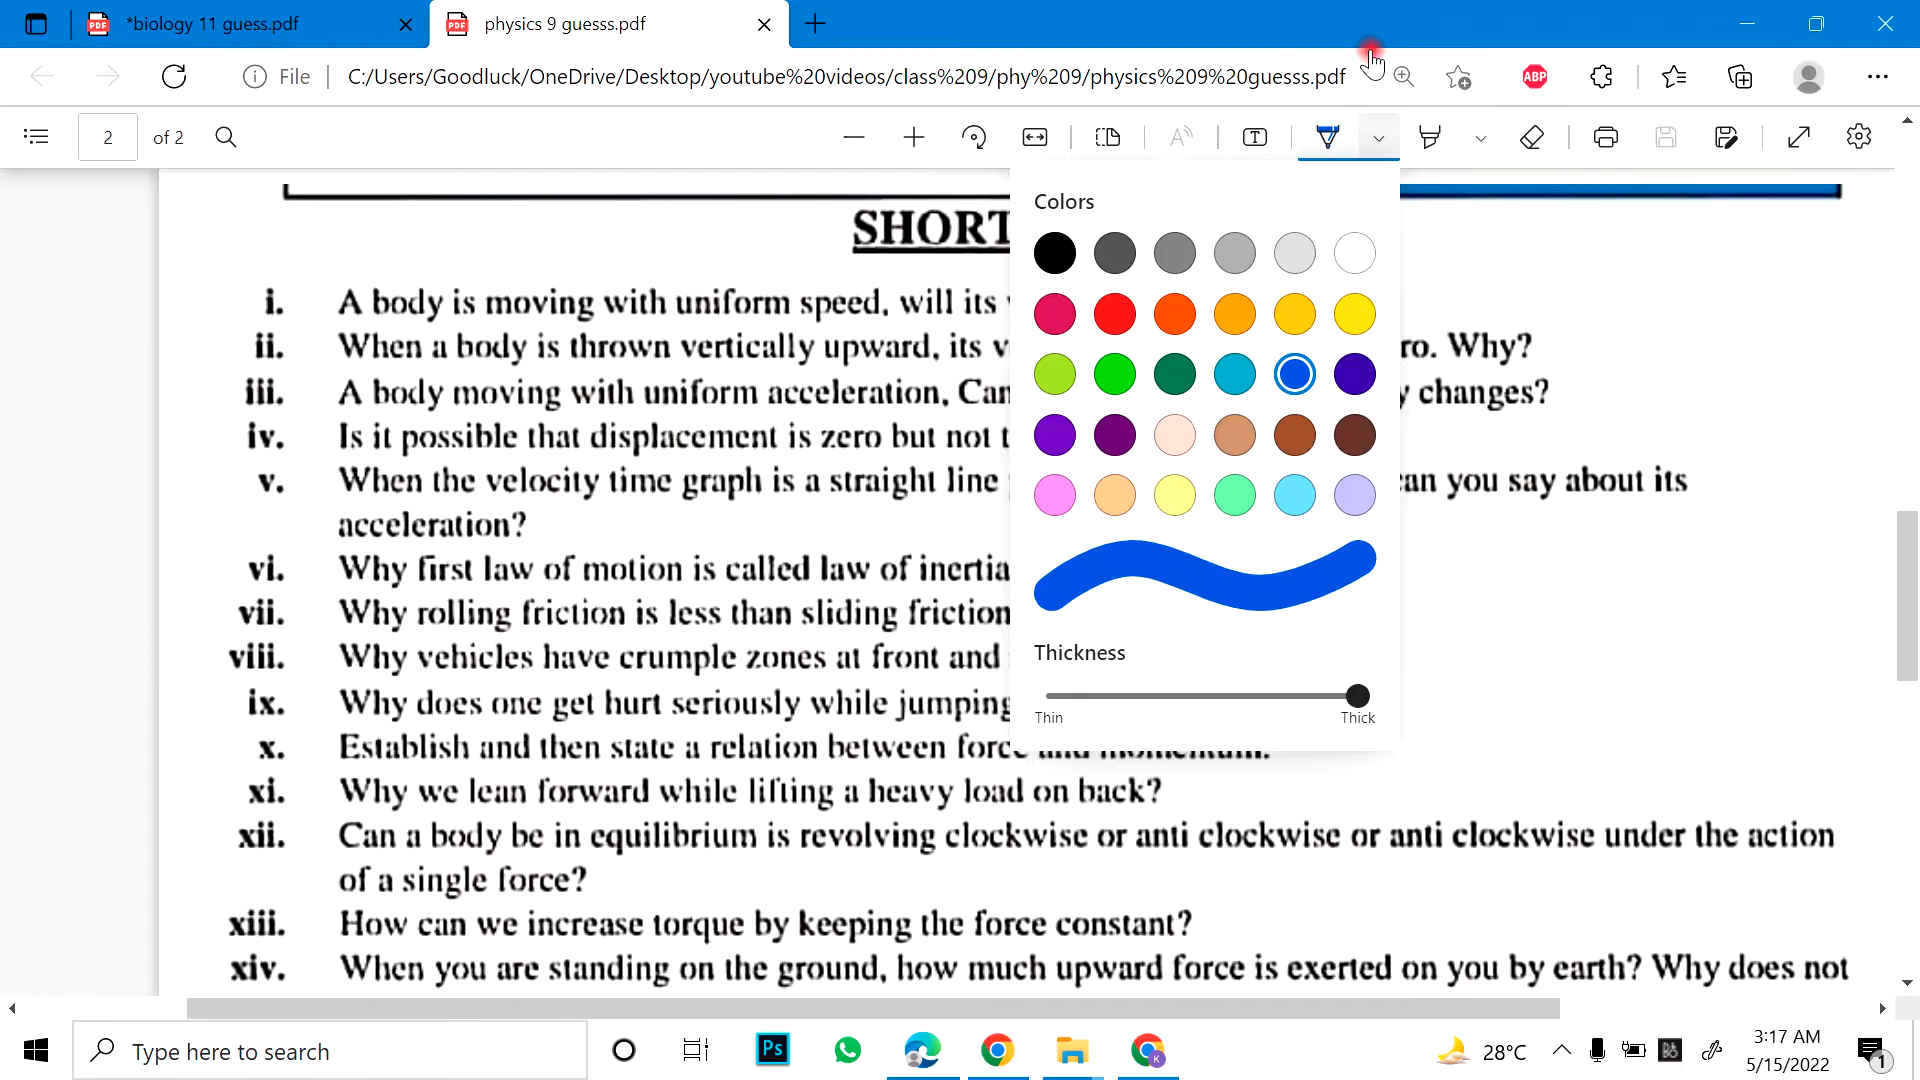 *biology 11 guess.pdf
physics 9 guesss.pdf
File
C:/Users/Goodluck/OneDrive/Desktop/youtube%20videos/class%209/phy%209/physics%209%20guesss.pdf
ABP
2 of 2
Colors
SHORT
i. A body is moving with uniform speed, will its
ii. When a body is thrown vertically upward, its v ro. Why?
iii. A body moving with uniform acceleration, Can y changes?
iv. Is it possible that displacement is zero but not t
v. When the velocity time graph is a straight line can you say about its
acceleration?
vi. Why first law of motion is called law of inertia
vii. Why rolling friction is less than sliding friction
viii. Why vehicles have crumple zones at front and
Thickness
ix. Why does one get hurt seriously while jumping
Thin Thick
x. Establish and then state a relation between force and momentum.
xi. Why we lean forward while lifting a heavy load on back?
xii. Can a body be in equilibrium is revolving clockwise or anti clockwise or anti clockwise under the action
of a single force?
xiii. How can we increase torque by keeping the force constant?
xiv. When you are standing on the ground, how much upward force is exerted on you by earth? Why does not
Type here to search
Ps
K
28°C
3:17 AM
5/15/2022
1